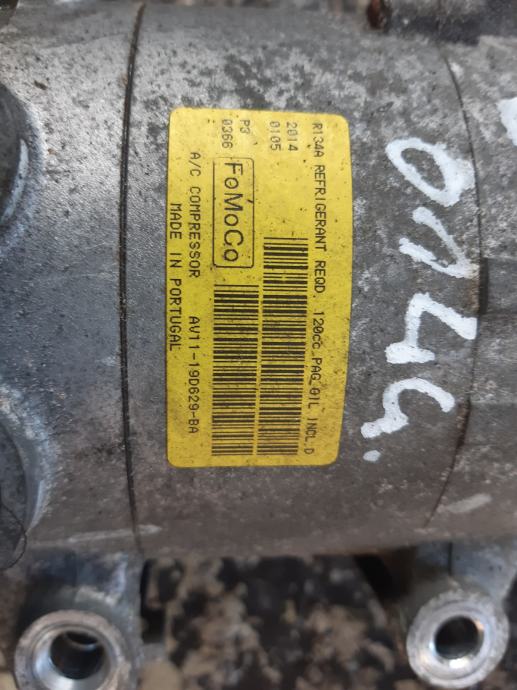 R134A REFRIGERANT REQD. 120cc PAG OIL INCL.D
2014 P3
0105 0366
FoMoCo
A/C COMPRESSOR AV11-19D629-BA
MADE IN PORTUGAL